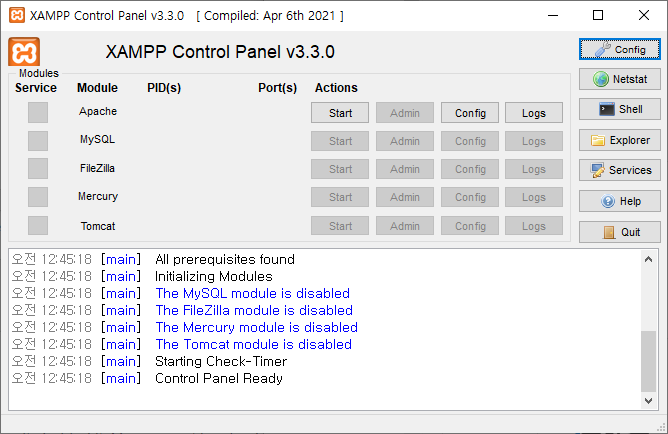 XAMPP Control Panel v3.3.0 [ Compiled: Apr 6th 2021 ]
XAMPP Control Panel v3.3.0
Config
Modules
Service Module PID(s) Port(s) Actions
Netstat
Apache Start Admin Config Logs
Shell
MySQL Start Admin Config Logs
Explorer
FileZilla Start Admin Config Logs
Services
Mercury Start Admin Config Logs
Help
Tomcat Start Admin Config Logs
Quit
오전 12:45:18 [main] All prerequisites found
오전 12:45:18 [main] Initializing Modules
오전 12:45:18 [main] The MySQL module is disabled
오전 12:45:18 [main] The FileZilla module is disabled
오전 12:45:18 [main] The Mercury module is disabled
오전 12:45:18 [main] The Tomcat module is disabled
오전 12:45:18 [main] Starting Check-Timer
오전 12:45:18 [main] Control Panel Ready